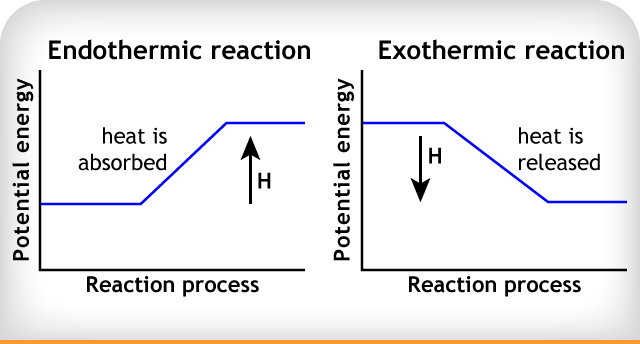 Endothermic reaction
Potential energy
heat is
absorbed
H
Reaction process
Exothermic reaction
Potential energy
H
heat is
released
Reaction process